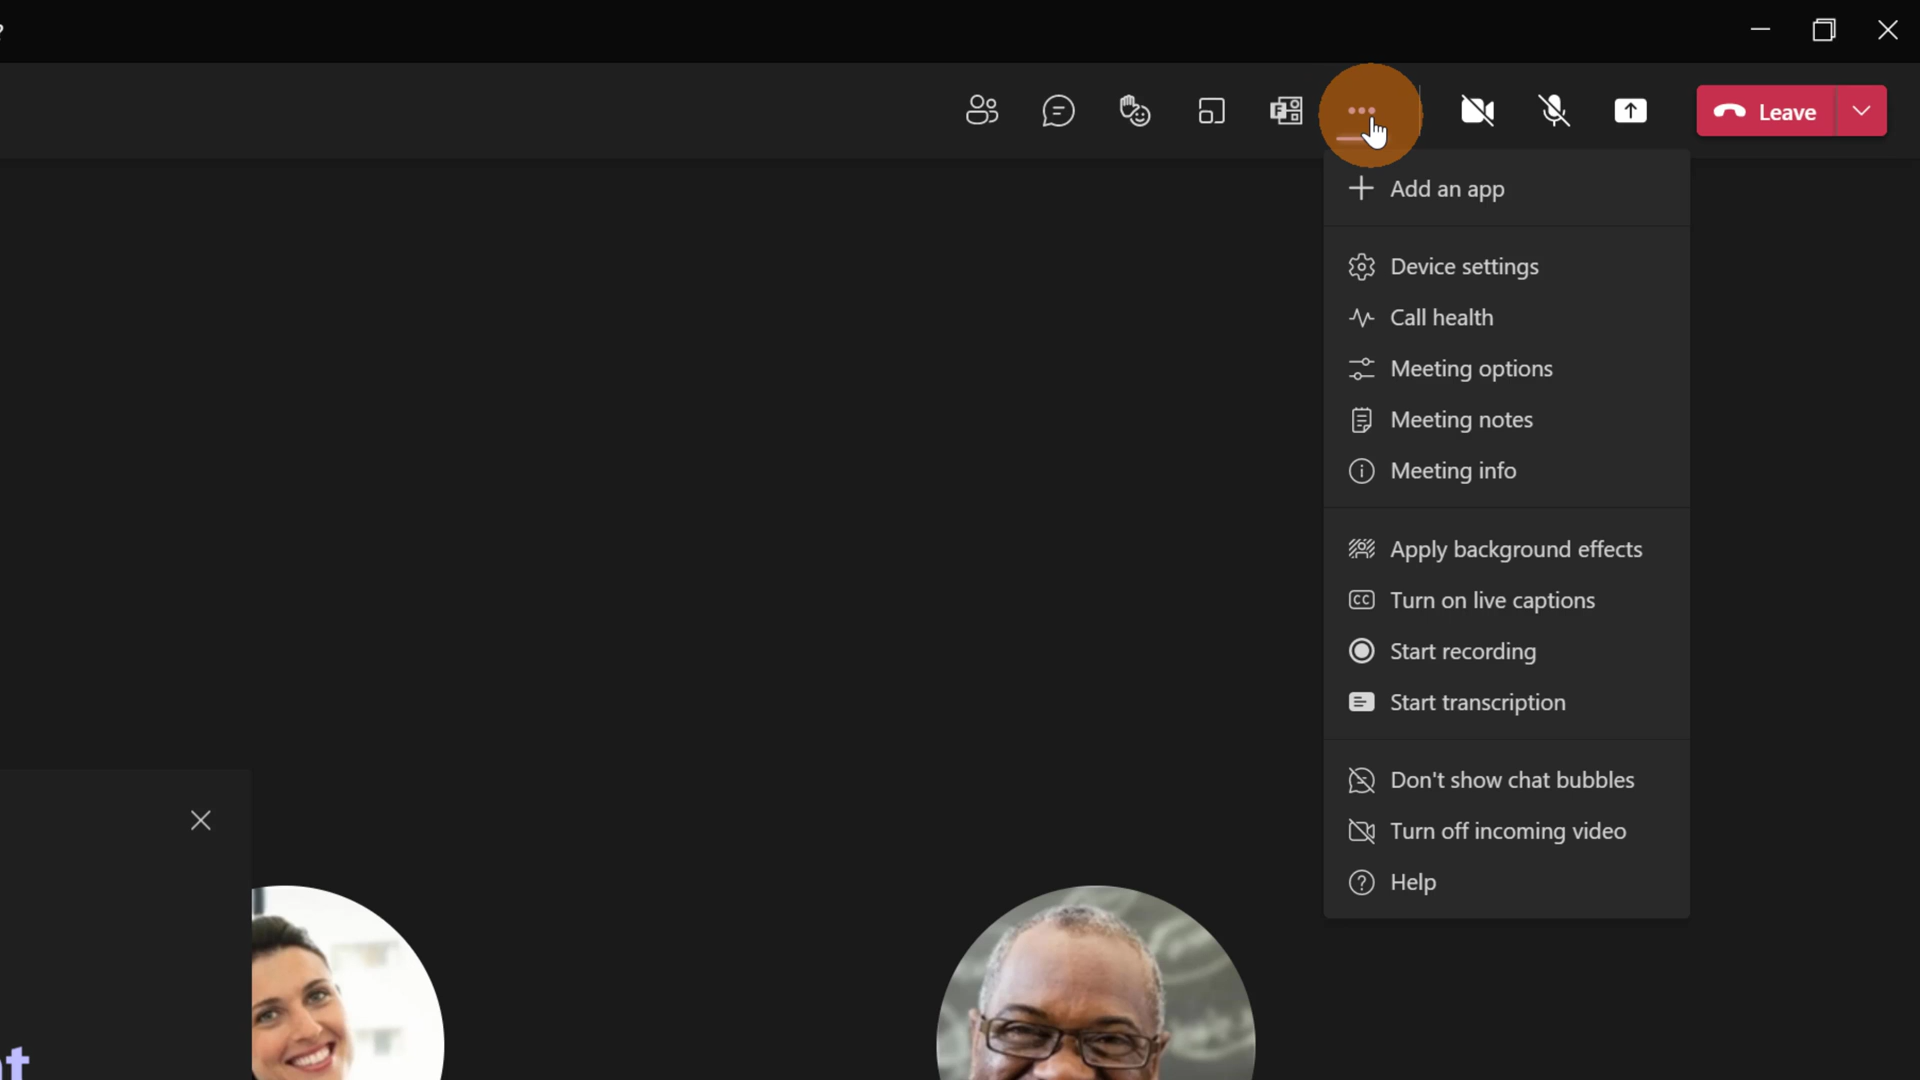 ?
Leave
Add an app
Device settings
Call health
Meeting options
Meeting notes
Meeting info
Apply background effects
CC Turn on live captions
Start recording
Start transcription
Don't show chat bubbles
Turn off incoming video
? Help
t